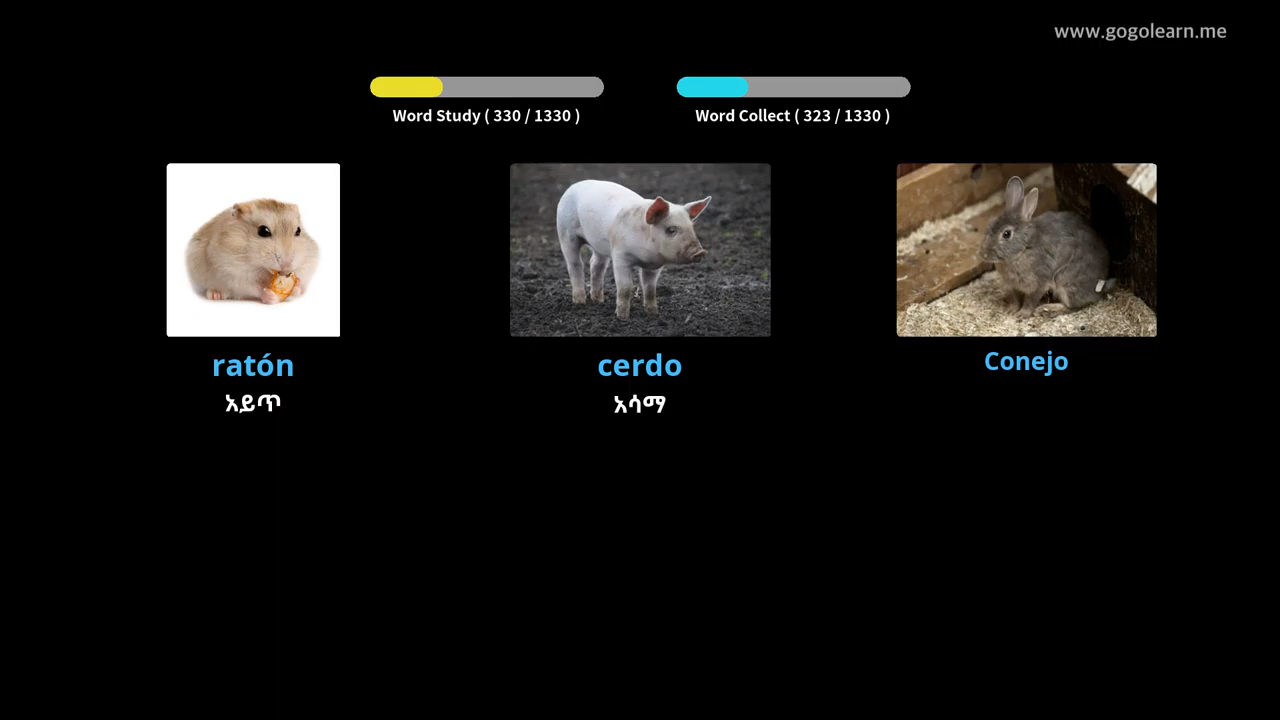 www.gogolearn.me
Word Study ( 330 / 1330 )
Word Collect ( 323 / 1330 )
ratón
አይጥ
cerdo
አሳማ
Conejo